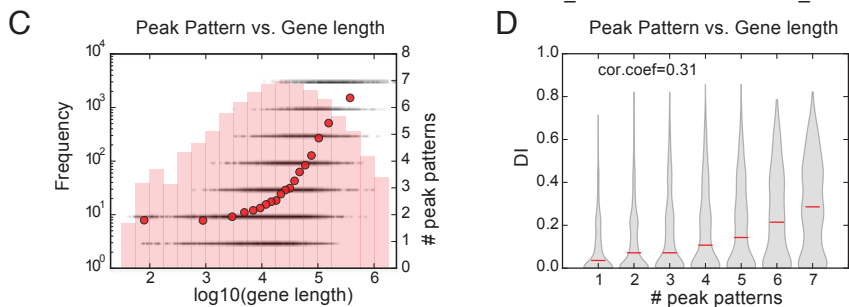 C
Peak Pattern vs. Gene length
Frequency
10^4
10^3
10^2
10^1
10^0
8
7
6
5
4
3
2
1
0
# peak patterns
2 3 4 5 6
log10(gene length)
D
Peak Pattern vs. Gene length
cor.coef=0.31
DI
1.0
0.8
0.6
0.4
0.2
0.0
1 2 3 4 5 6 7
# peak patterns